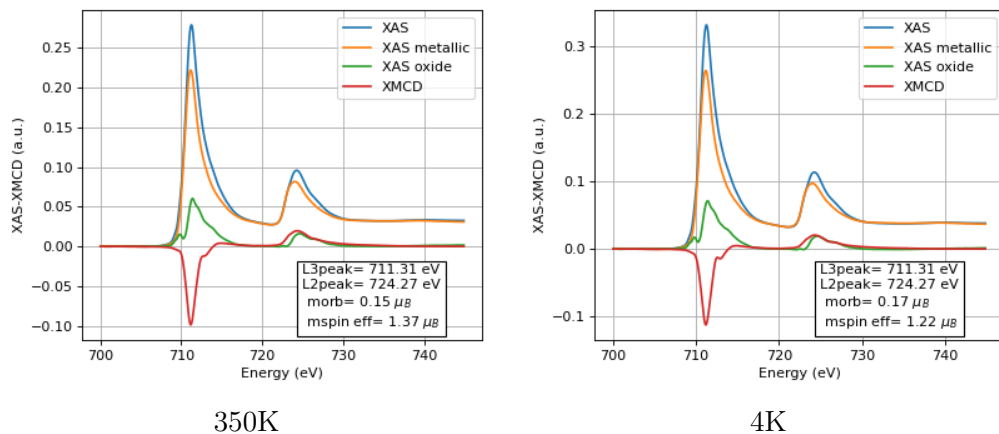 XAS-XMCD (a.u.)
0.25
0.20
0.15
0.10
0.05
0.00
−0.05
−0.10
XAS
XAS metallic
XAS oxide
XMCD
L3peak= 711.31 eV
L2peak= 724.27 eV
morb= 0.15 μB
mspin eff= 1.37 μB
700
710
720
730
740
Energy (eV)
350K
XAS-XMCD (a.u.)
0.3
0.2
0.1
0.0
−0.1
XAS
XAS metallic
XAS oxide
XMCD
L3peak= 711.31 eV
L2peak= 724.27 eV
morb= 0.17 μB
mspin eff= 1.22 μB
700
710
720
730
740
Energy (eV)
4K